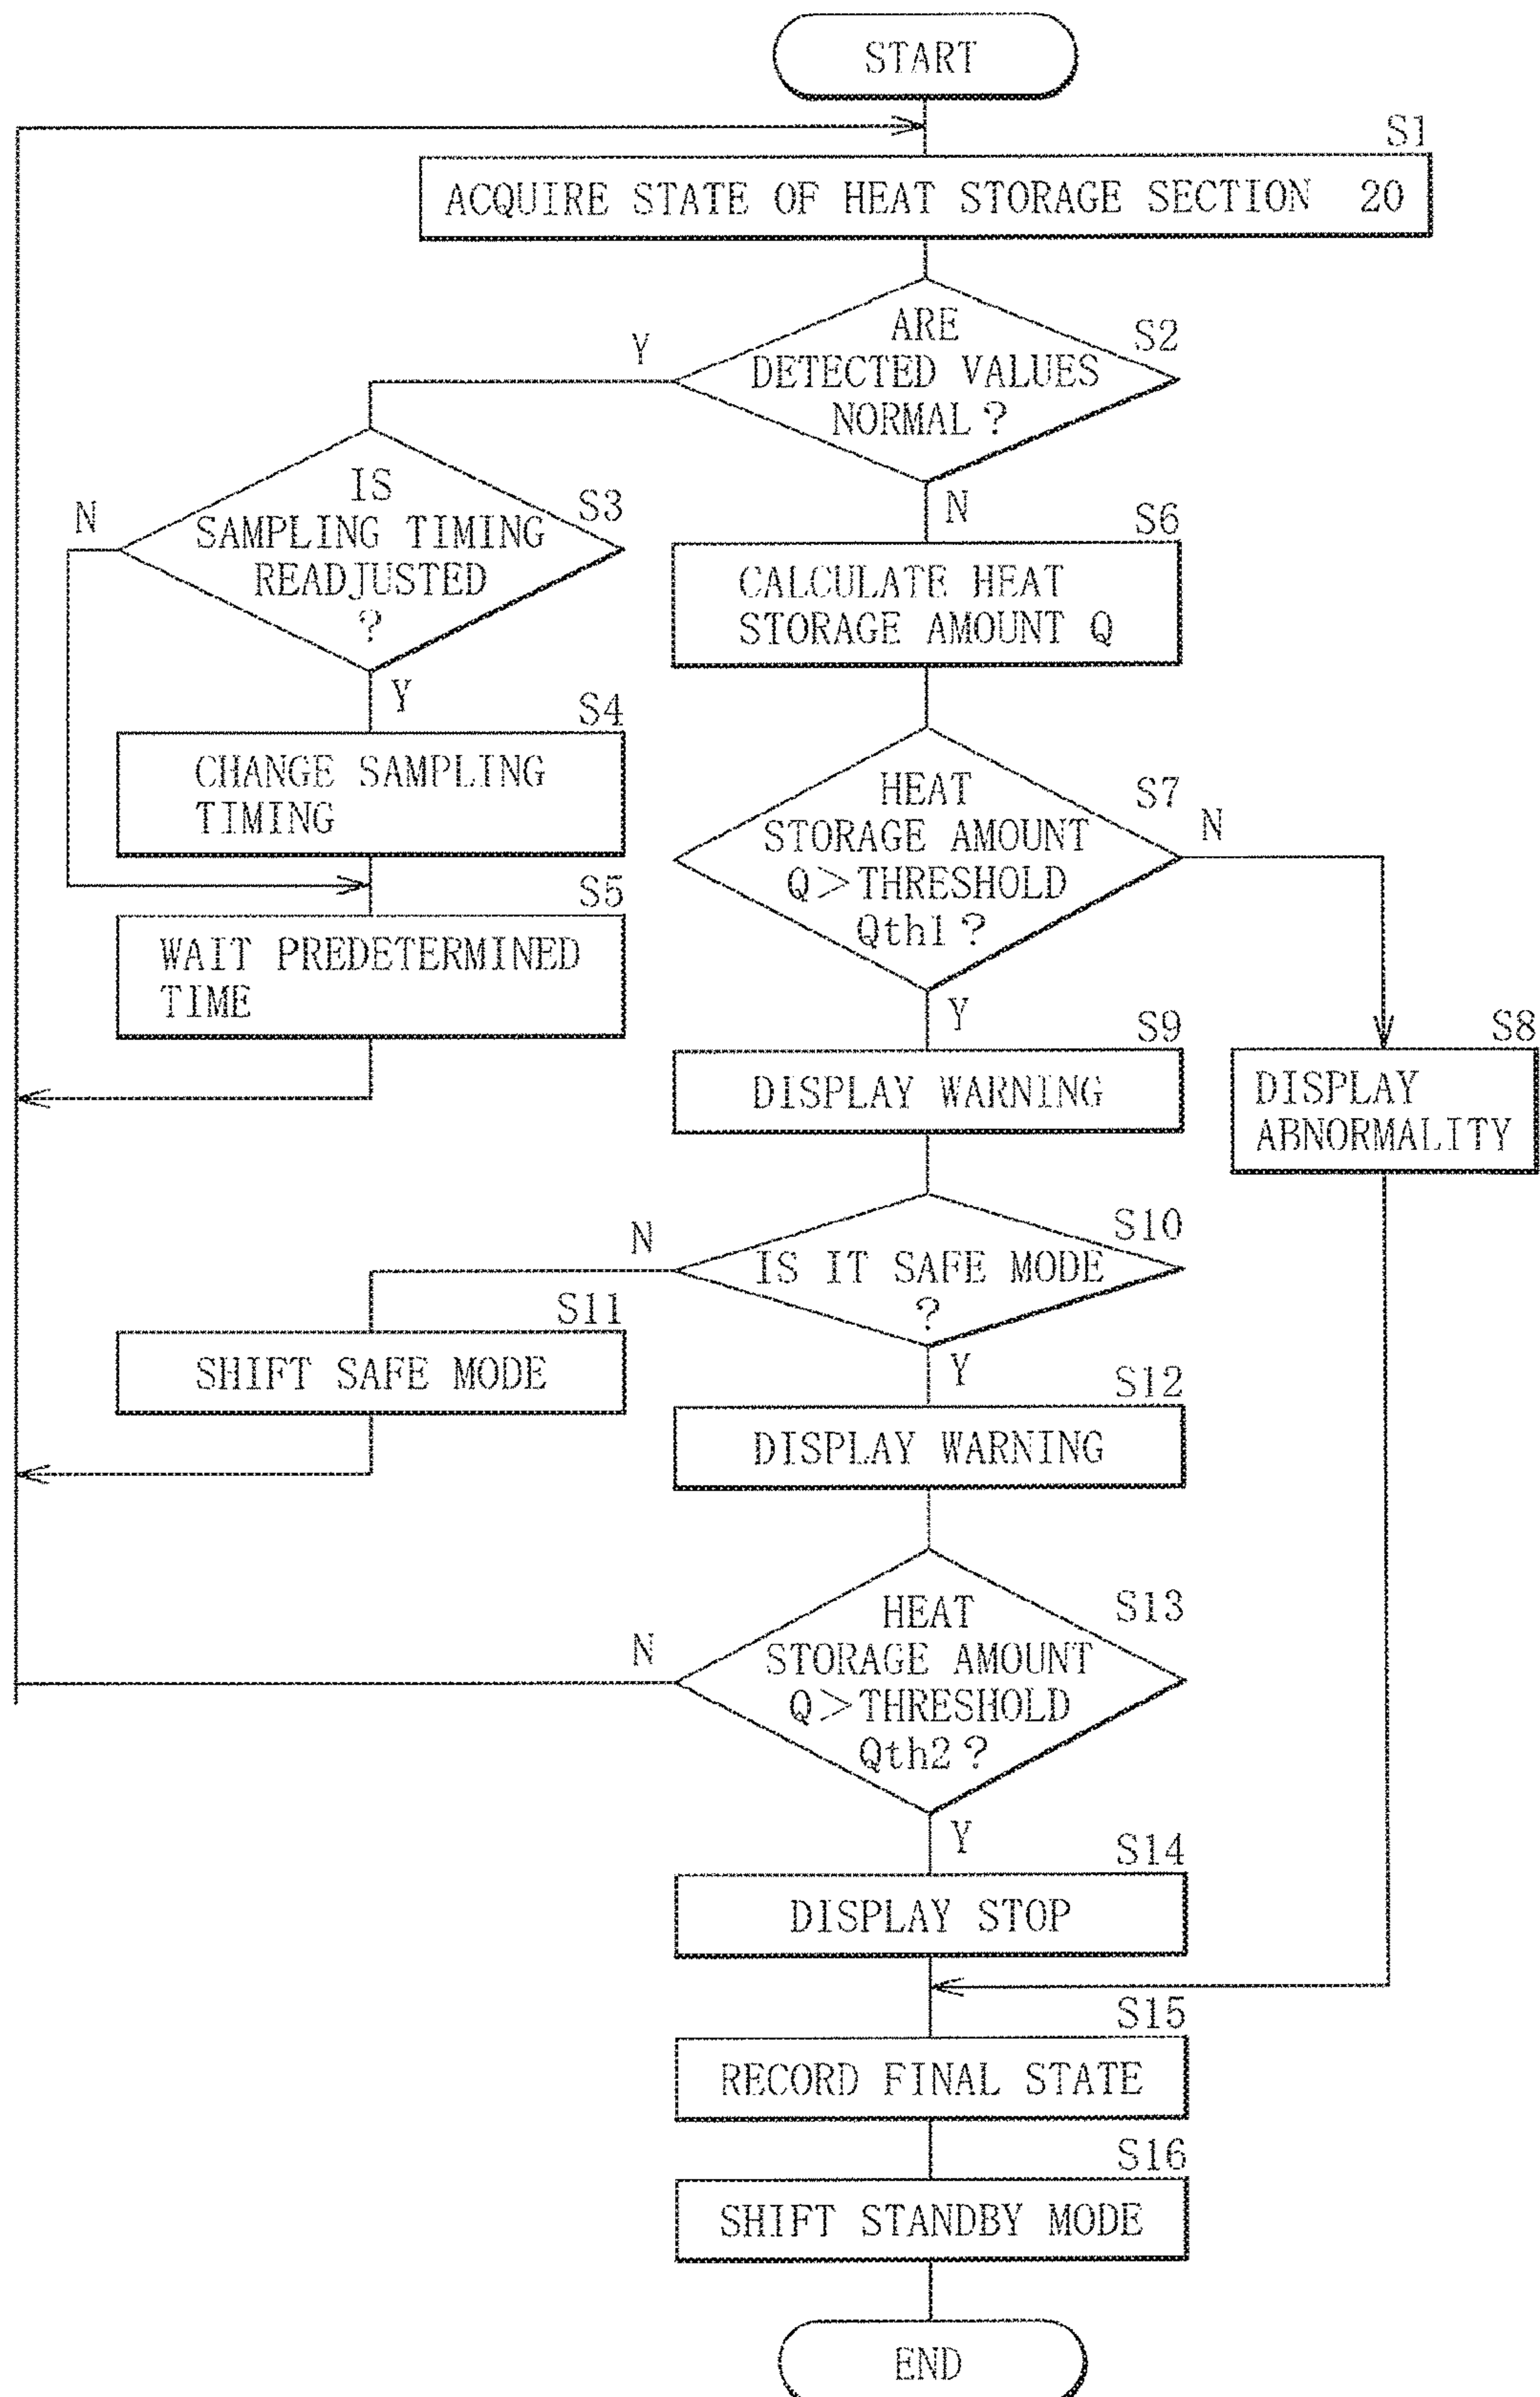 START
S1
ACQUIRE STATE OF HEAT STORAGE SECTION 20
S2
ARE
DETECTED VALUES
NORMAL?
Y
N
S3
IS
SAMPLING TIMING
READJUSTED
?
N
Y
S4
CHANGE SAMPLING
TIMING
S5
WAIT PREDETERMINED
TIME
S6
CALCULATE HEAT
STORAGE AMOUNT Q
S7
HEAT
STORAGE AMOUNT
Q>THRESHOLD
Qth1?
N
Y
S8
DISPLAY
ABNORMALITY
S9
DISPLAY WARNING
S10
IS IT SAFE MODE
?
N
Y
S11
SHIFT SAFE MODE
S12
DISPLAY WARNING
S13
HEAT
STORAGE AMOUNT
Q>THRESHOLD
Qth2?
N
Y
S14
DISPLAY STOP
S15
RECORD FINAL STATE
S16
SHIFT STANDBY MODE
END